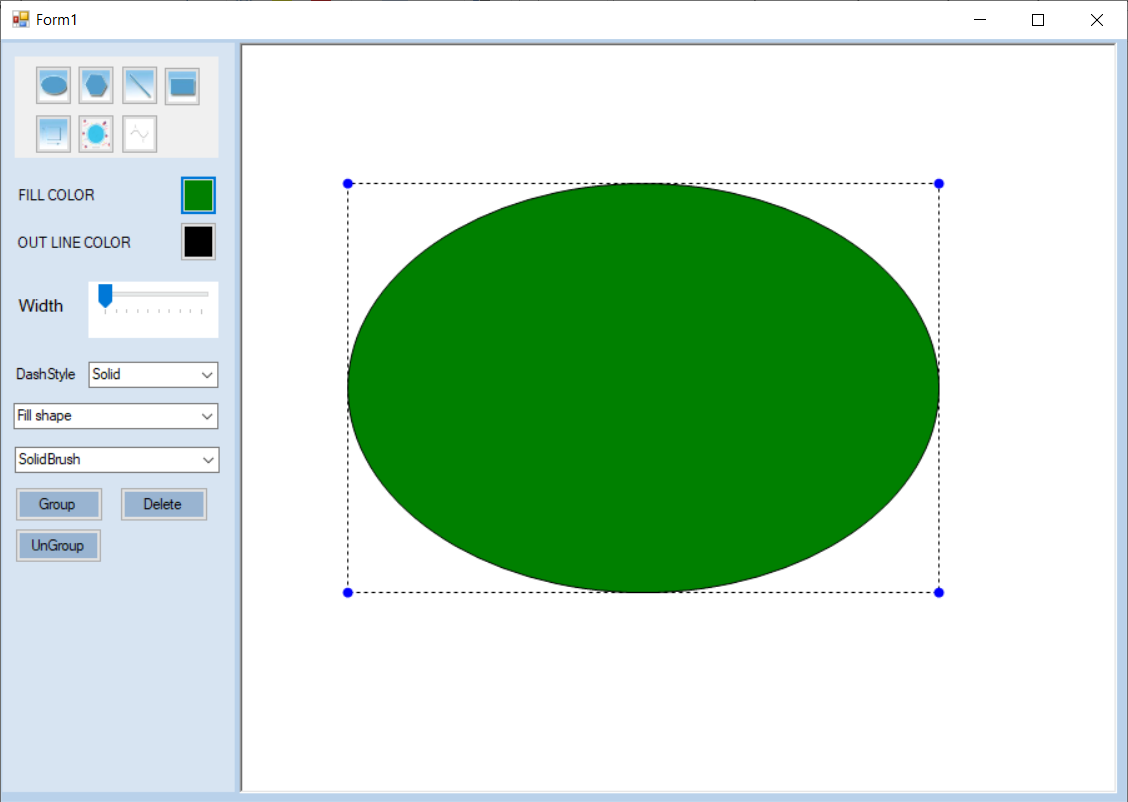 Form1
FILL COLOR
OUT LINE COLOR
Width
DashStyle Solid
Fill shape
SolidBrush
Group Delete
UnGroup